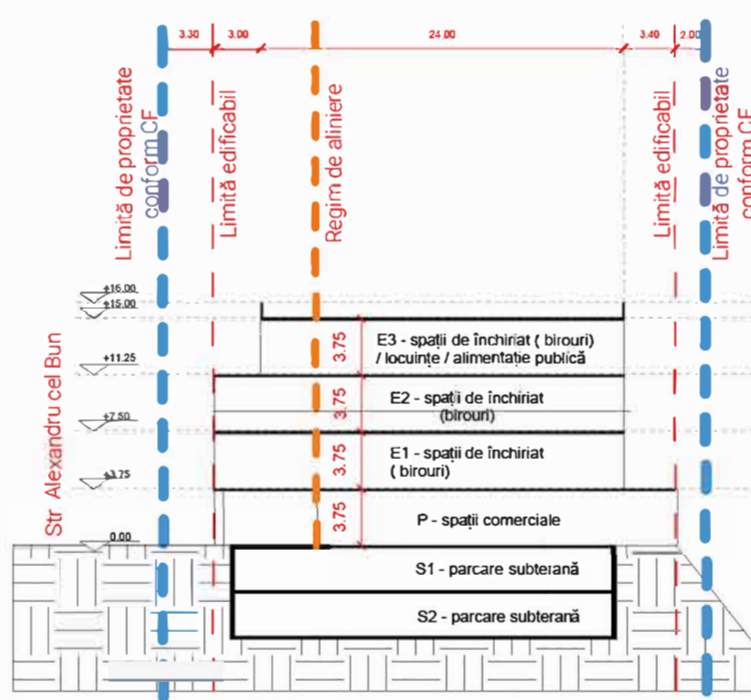 3.30
3.00
24.00
3.40
2.00
Limită de proprietate
conform CF
Limită edificabil
Regim de aliniere
Limită edificabil
Limită de proprietate
conform CF
Str Alexandru cel Bun
+16.00
+15.00
+11.25
+7.50
+3.75
0.00
3.75
E3 - spații de închiriat ( birouri)
/ locuințe / alimentație publică
3.75
E2 - spații de închiriat
(birouri)
3.75
E1 - spații de închiriat
( birouri)
3.75
P - spații comerciale
S1 - parcare subterană
S2 - parcare subterană